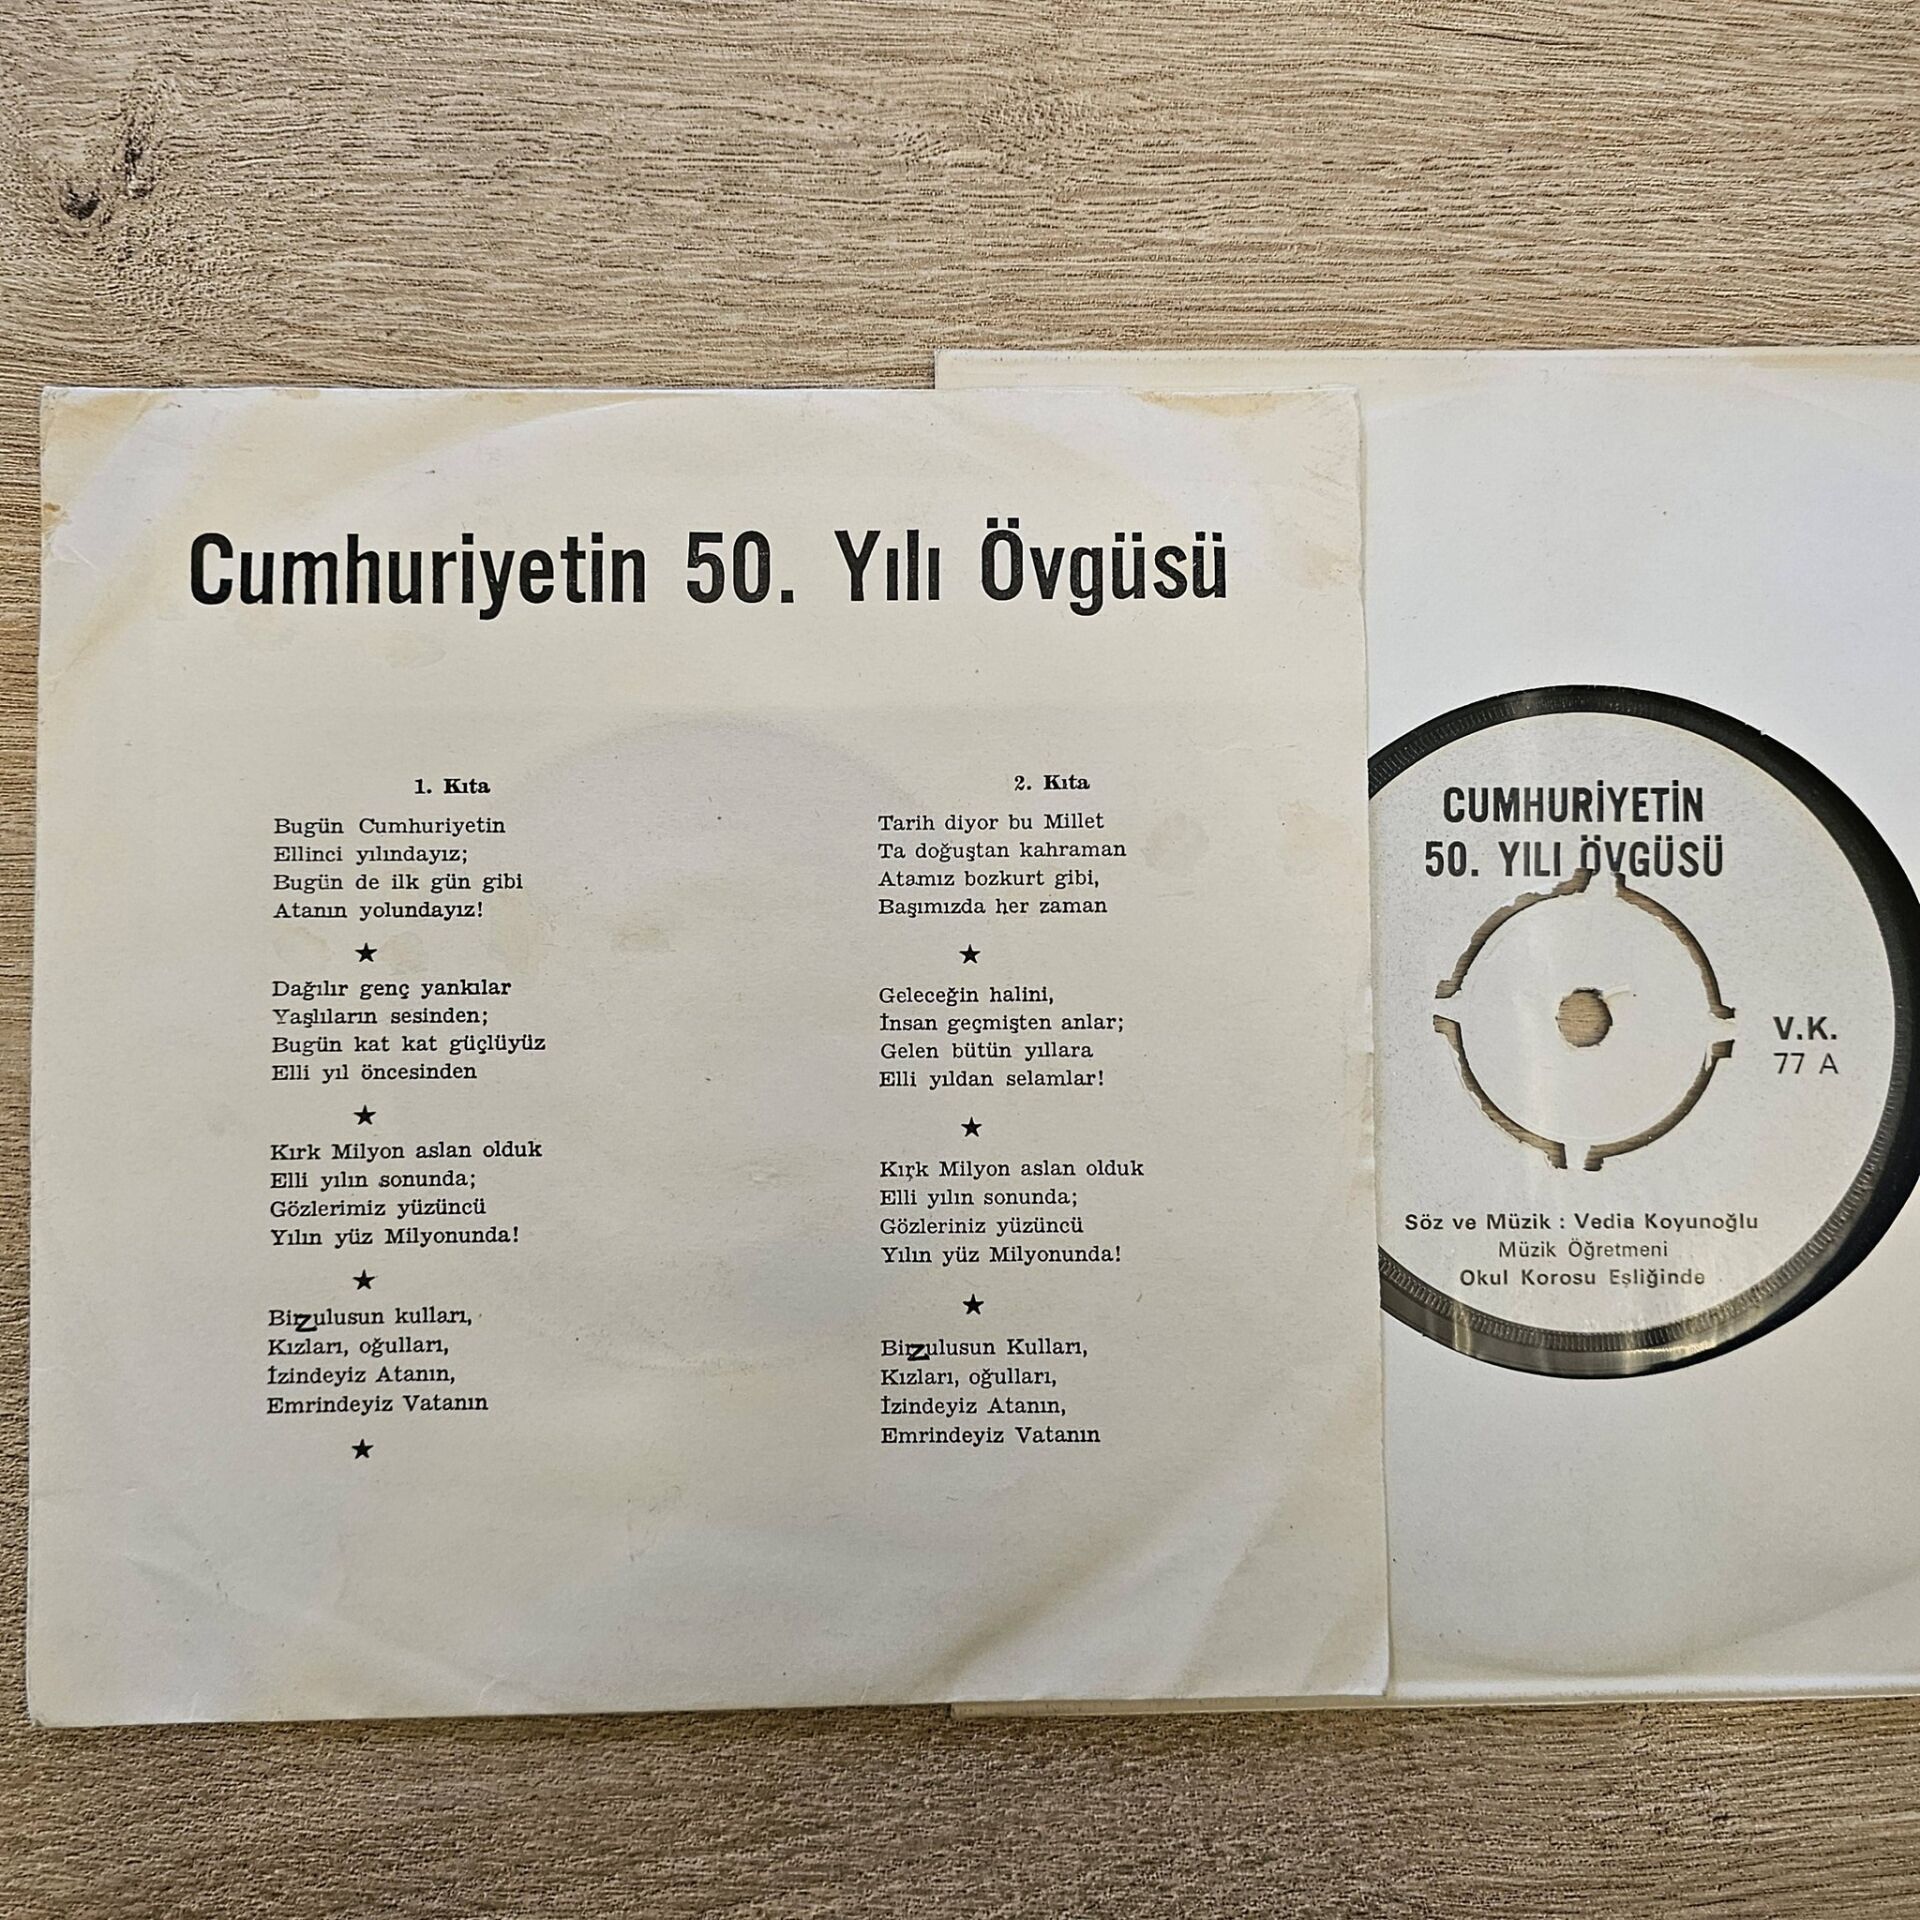 Cumhuriyetin 50. Yılı Övgüsü
1. Kıta
Bugün Cumhuriyetin
Ellinci yılındayız;
Bugün de ilk gün gibi
Atanın yolundayız!
★
Dağılır genç yankılar
Yaşlıların sesinden;
Bugün kat kat güçlüyüz
Elli yıl öncesinden
★
Kırk Milyon aslan olduk
Elli yılın sonunda;
Gözlerimiz yüzüncü
Yılın yüz Milyonunda!
★
Biz ulusun kulları,
Kızları, oğulları,
İzindeyiz Atanın,
Emrindeyiz Vatanın
★
2. Kıta
Tarih diyor bu Millet
Ta doğuştan kahraman
Atamız bozkurt gibi,
Başımızda her zaman
★
Geleceğin halini,
İnsan geçmişten anlar;
Gelen bütün yıllara
Elli yıldan selamlar!
★
Kırk Milyon aslan olduk
Elli yılın sonunda;
Gözleriniz yüzüncü
Yılın yüz Milyonunda!
★
Biz ulusun Kulları,
Kızları, oğulları,
İzindeyiz Atanın,
Emrindeyiz Vatanın
CUMHURİYETİN
50. YILI ÖVGÜSÜ
V.K.
77 A
Söz ve Müzik : Vedia Koyunoğlu
Müzik Öğretmeni
Okul Korosu Eşliğinde